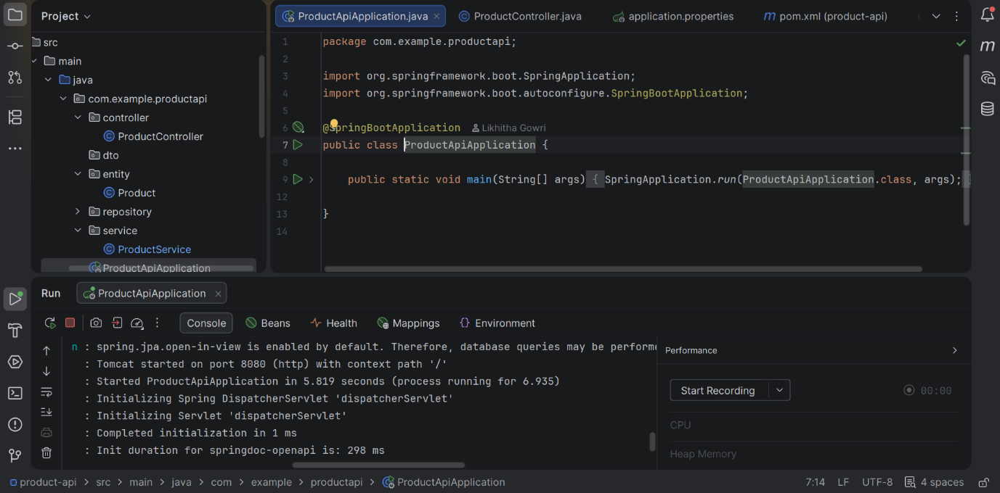 Project
ProductApiApplication.java
ProductController.java
application.properties
m pom.xml (product-api)
src
main
java
com.example.productapi
controller
ProductController
dto
entity
Product
repository
service
ProductService
ProductApiApplication
1 package com.example.productapi;
2
3 import org.springframework.boot.SpringApplication;
4 import org.springframework.boot.autoconfigure.SpringBootApplication;
5
6 @SpringBootApplication Likhitha Gowri
7 public class ProductApiApplication {
8
9 public static void main(String[] args) { SpringApplication.run(ProductApiApplication.class, args);
12
13 }
14
m
Run ProductApiApplication
Console Beans Health Mappings Environment
n : spring.jpa.open-in-view is enabled by default. Therefore, database queries may be performe
: Tomcat started on port 8080 (http) with context path '/'
: Started ProductApiApplication in 5.819 seconds (process running for 6.935)
: Initializing Spring DispatcherServlet 'dispatcherServlet'
: Initializing Servlet 'dispatcherServlet'
: Completed initialization in 1 ms
: Init duration for springdoc-openapi is: 298 ms
Performance
Start Recording 00:00
CPU
Heap Memory
product-api > src > main > java > com > example > productapi > ProductApiApplication
7:14 LF UTF-8 4 spaces